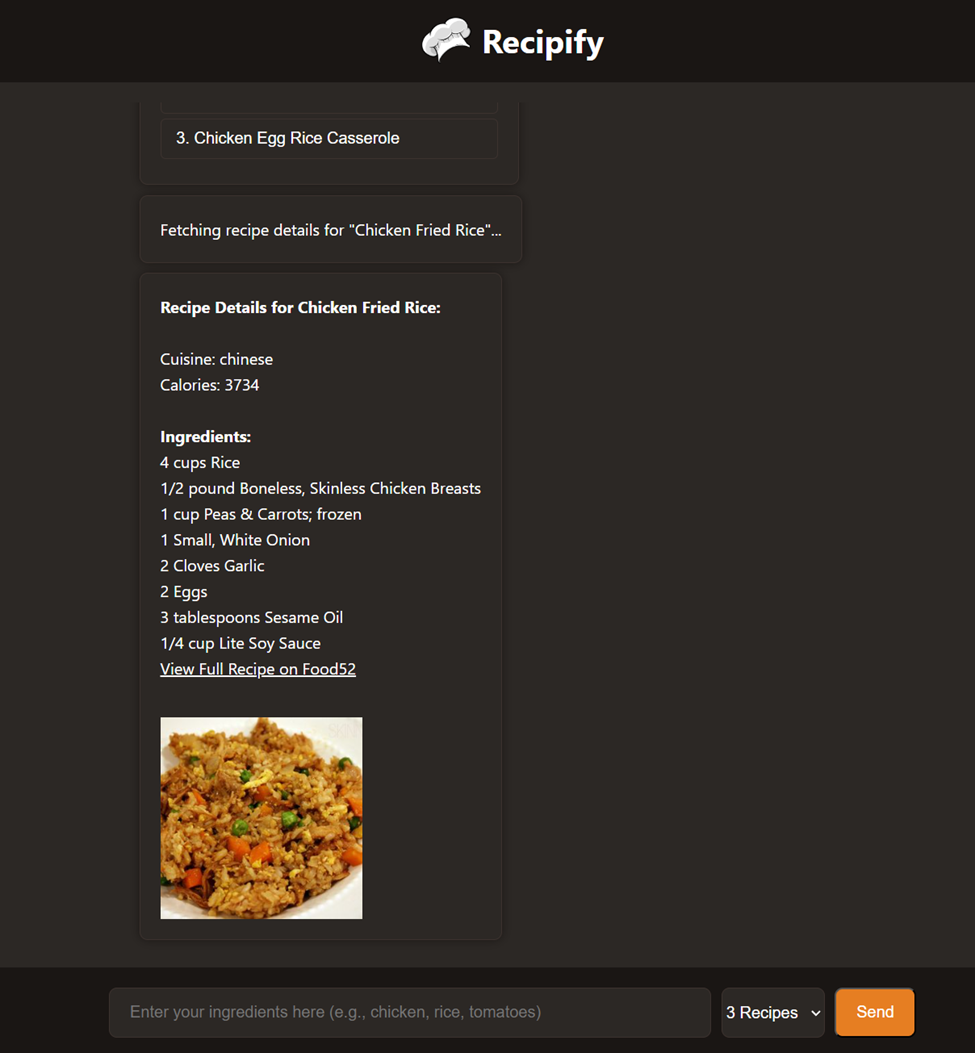 Recipify
3. Chicken Egg Rice Casserole
Fetching recipe details for "Chicken Fried Rice"...
Recipe Details for Chicken Fried Rice:
Cuisine: chinese
Calories: 3734
Ingredients:
4 cups Rice
1/2 pound Boneless, Skinless Chicken Breasts
1 cup Peas & Carrots; frozen
1 Small, White Onion
2 Cloves Garlic
2 Eggs
3 tablespoons Sesame Oil
1/4 cup Lite Soy Sauce
View Full Recipe on Food52
Enter your ingredients here (e.g., chicken, rice, tomatoes)
3 Recipes
Send